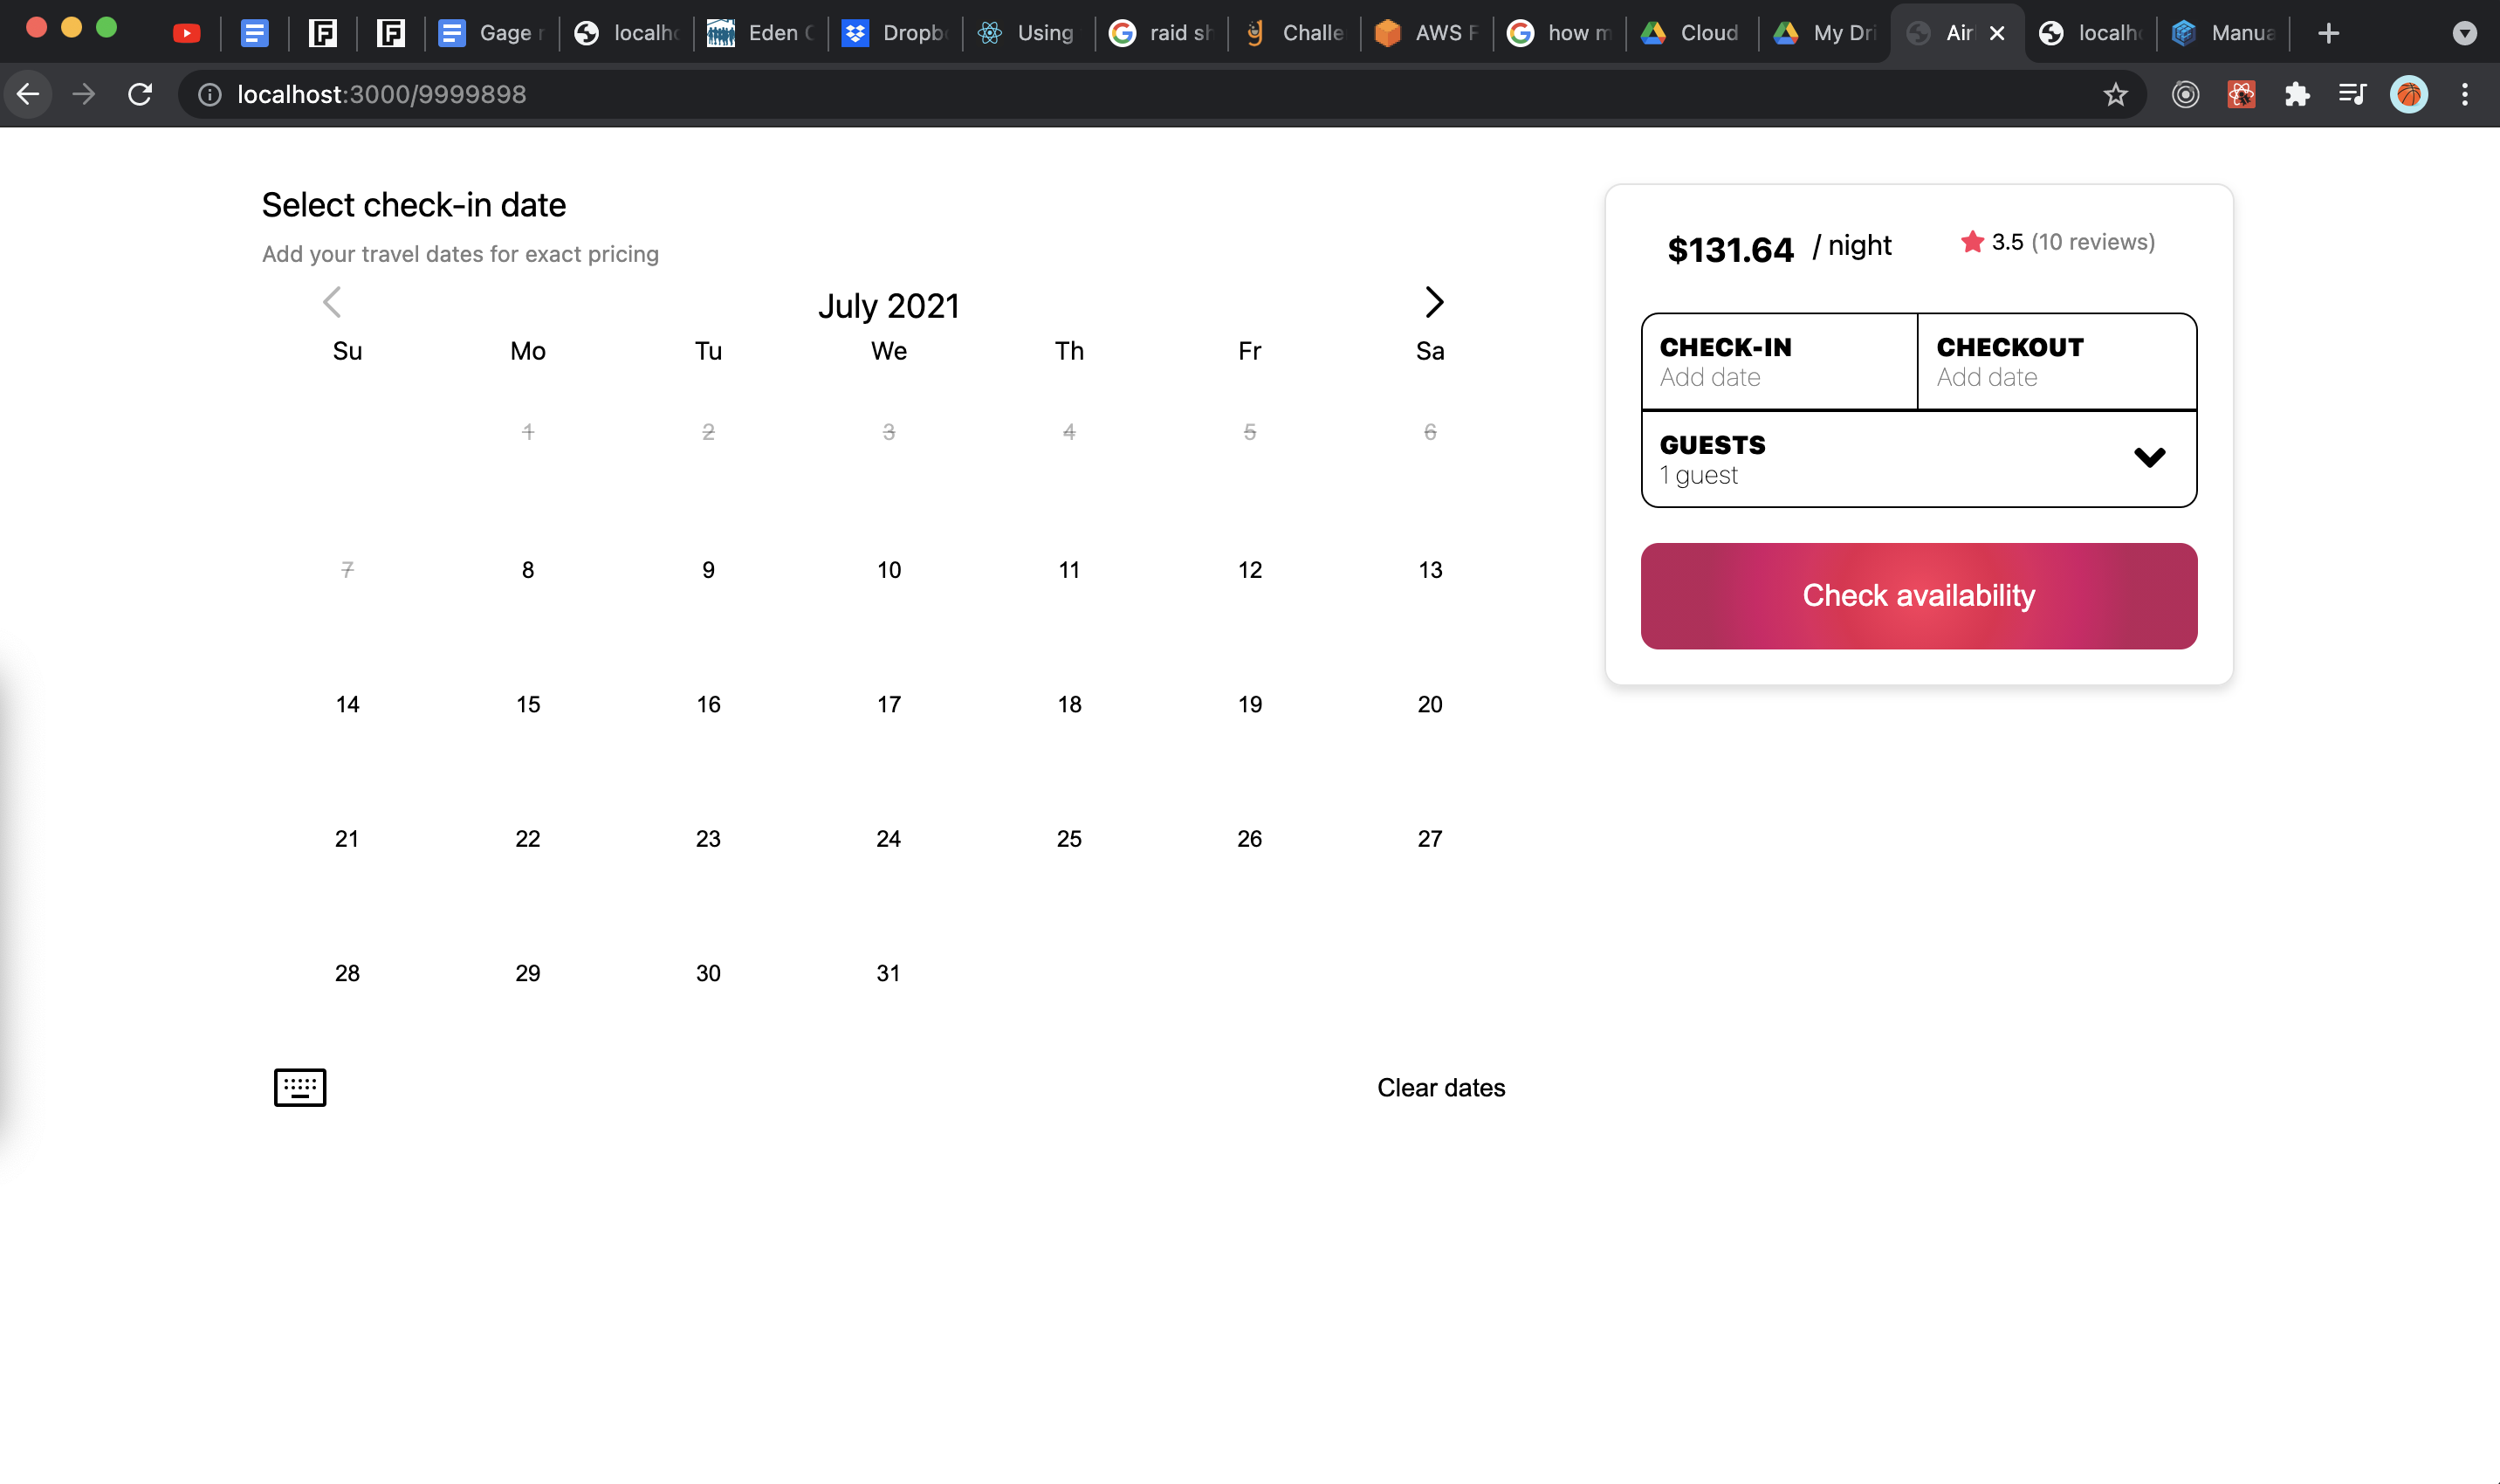 Gage
localho
Eden
Dropbo
Using
raid sh
Challe
AWS F
how m
Cloud
My Dri
Air
localh
Manua
localhost:3000/9999898
Select check-in date
Add your travel dates for exact pricing
July 2021
Su Mo Tu We Th Fr Sa
1 2 3 4 5 6
7 8 9 10 11 12 13
14 15 16 17 18 19 20
21 22 23 24 25 26 27
28 29 30 31
Clear dates
$131.64 / night
3.5 (10 reviews)
CHECK-IN CHECKOUT
Add date Add date
GUESTS
1 guest
Check availability